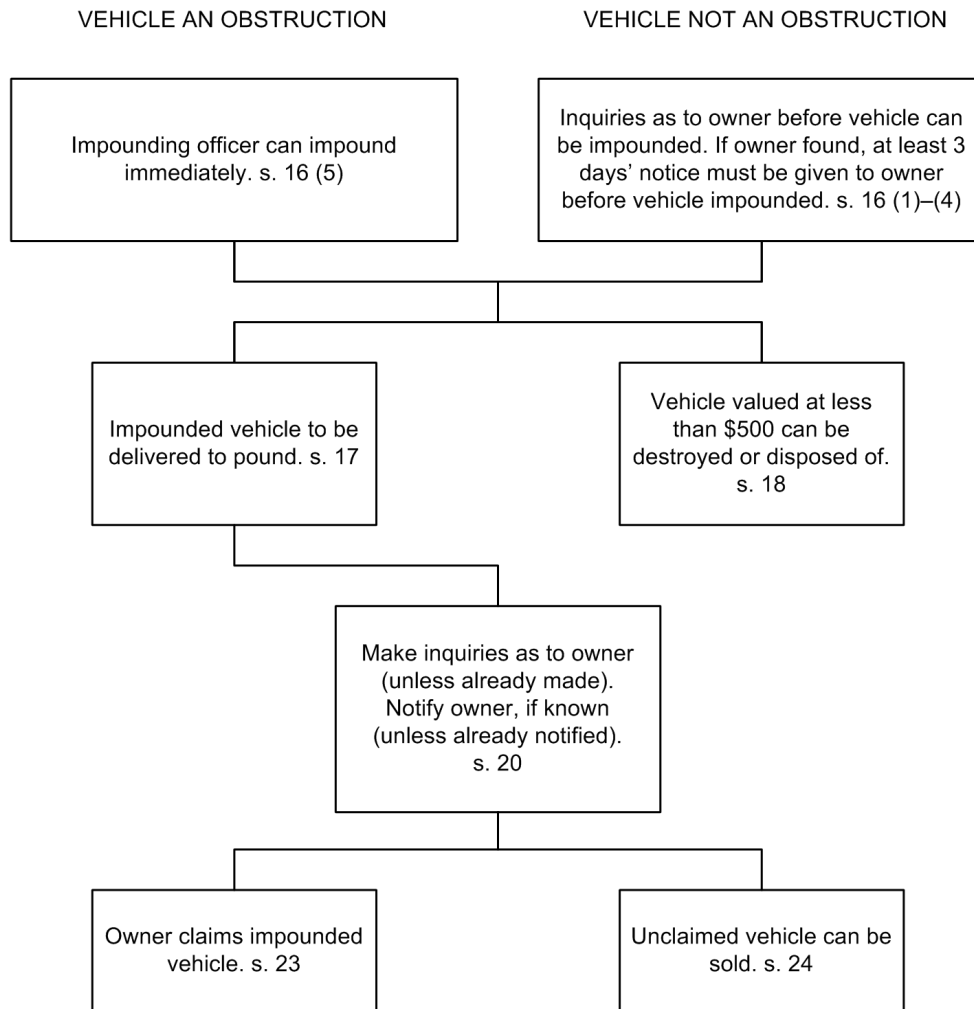 VEHICLE AN OBSTRUCTION
VEHICLE NOT AN OBSTRUCTION
Impounding officer can impound
immediately. s. 16 (5)
Inquiries as to owner before vehicle can
be impounded. If owner found, at least 3
days’ notice must be given to owner
before vehicle impounded. s. 16 (1)–(4)
Impounded vehicle to be
delivered to pound. s. 17
Vehicle valued at less
than $500 can be
destroyed or disposed of.
s. 18
Make inquiries as to owner
(unless already made).
Notify owner, if known
(unless already notified).
s. 20
Owner claims impounded
vehicle. s. 23
Unclaimed vehicle can be
sold. s. 24